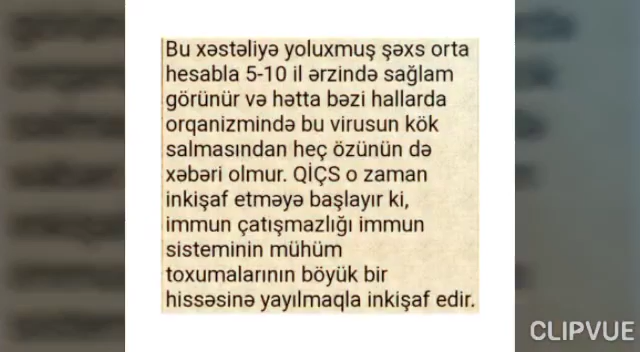 Bu xəstəliyə yoluxmuş şəxs orta
hesabla 5-10 il ərzində sağlam
görünür və hətta bəzi hallarda
orqanizmində bu virusun kök
salmasından heç özünün də
xəbəri olmur. QİÇS o zaman
inkişaf etməyə başlayır ki,
immun çatışmazlığı immun
sisteminin mühüm
toxumalarının böyük bir
hissəsinə yayılmaqla inkişaf edir.
CLIPVUE